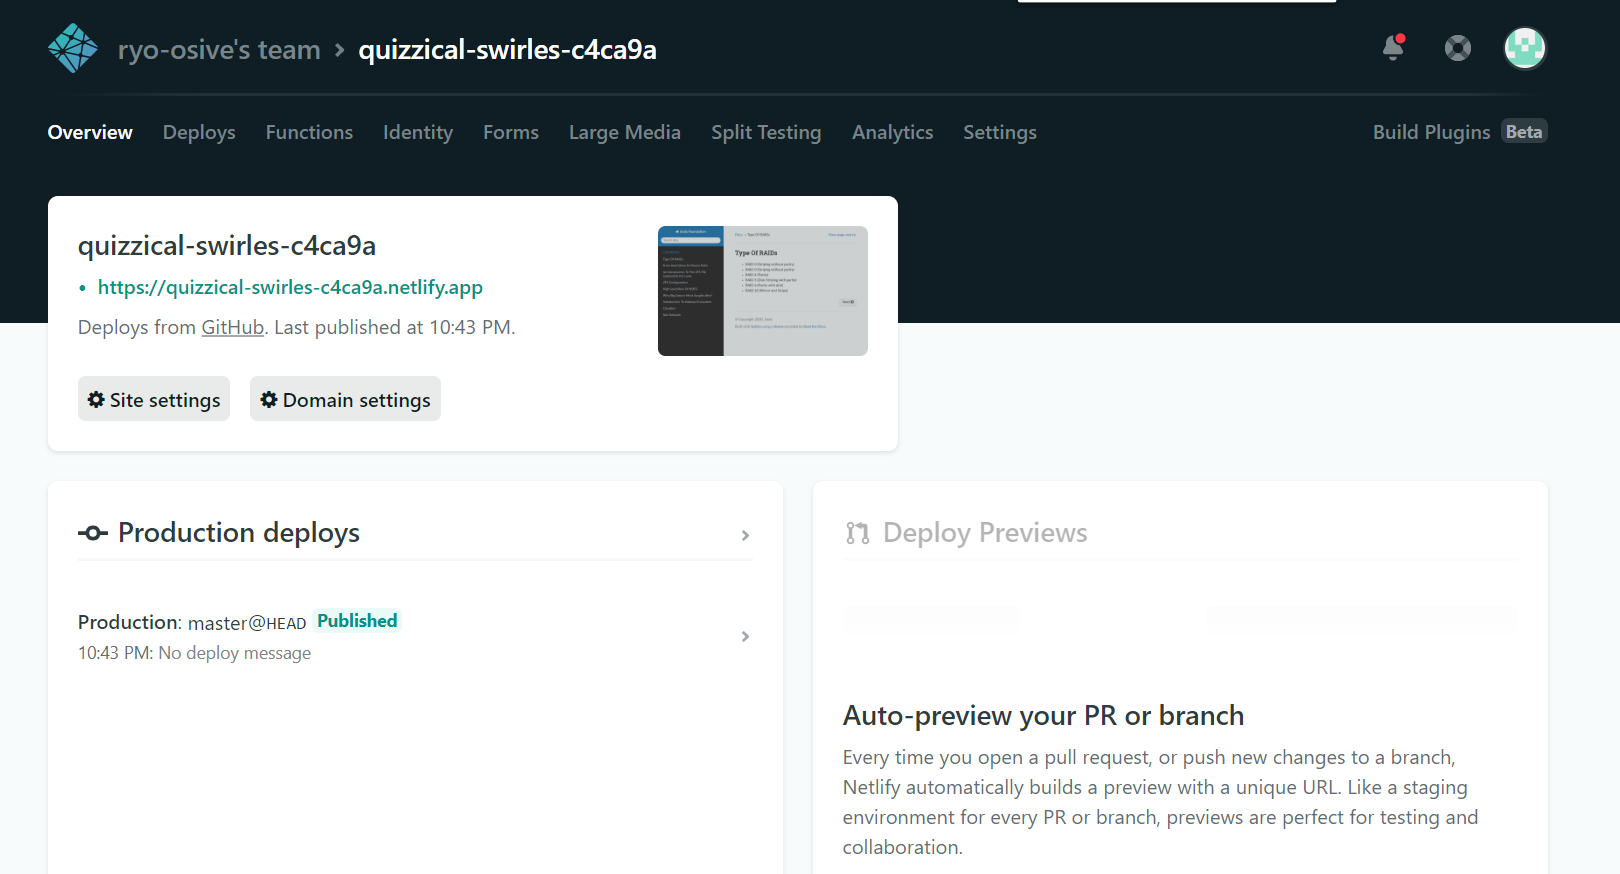 ryo-osive's team > quizzical-swirles-c4ca9a
Overview Deploys Functions Identity Forms Large Media Split Testing Analytics Settings Build Plugins Beta
quizzical-swirles-c4ca9a
• https://quizzical-swirles-c4ca9a.netlify.app
Deploys from GitHub. Last published at 10:43 PM.
Type Of RAIDs
Site settings Domain settings
Production deploys
Production: master@HEAD Published
10:43 PM: No deploy message
Deploy Previews
Auto-preview your PR or branch
Every time you open a pull request, or push new changes to a branch,
Netlify automatically builds a preview with a unique URL. Like a staging
environment for every PR or branch, previews are perfect for testing and
collaboration.